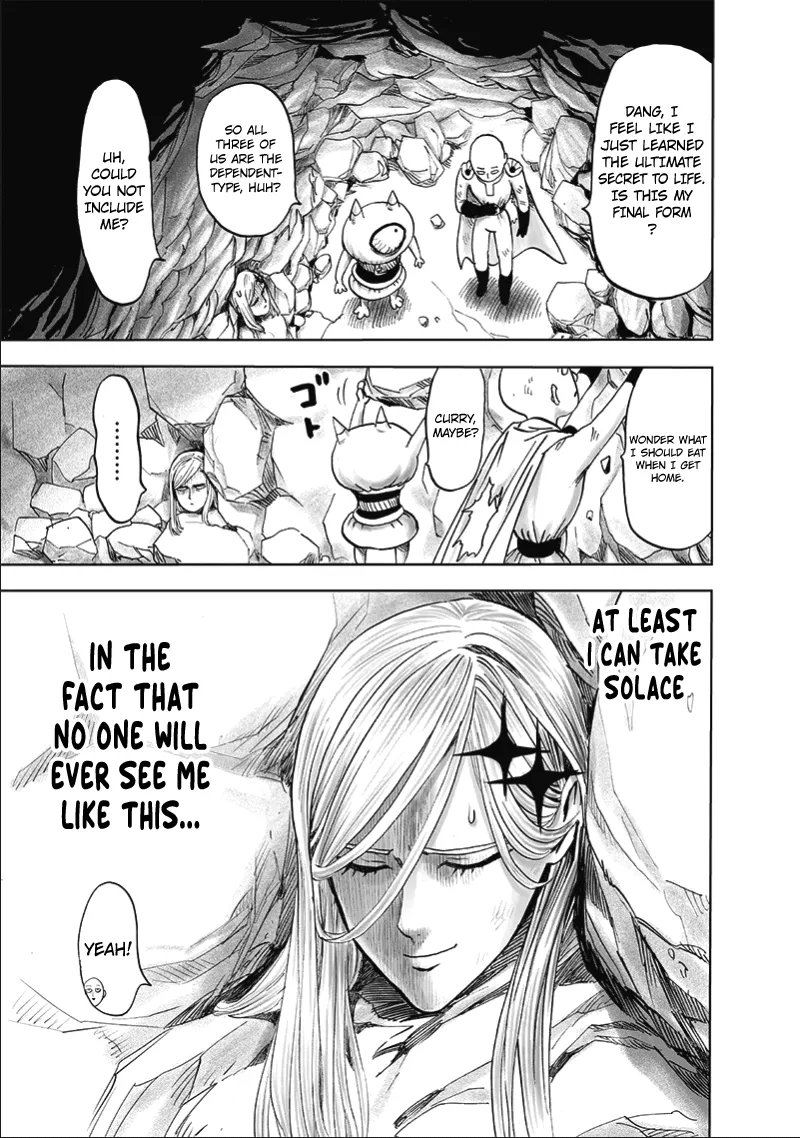 DANG, I
FEEL LIKE I
JUST LEARNED
THE ULTIMATE
SECRET TO LIFE.
IS THIS MY
FINAL FORM
?
SO ALL
THREE OF
US ARE THE
DEPENDENT-
TYPE, HUH?
UH,
COULD
YOU NOT
INCLUDE
ME?
WONDER WHAT
I SHOULD EAT
WHEN I GET
HOME.
CURRY,
MAYBE?
ゴト
........
AT LEAST
I CAN TAKE
SOLACE
IN THE
FACT THAT
NO ONE WILL
EVER SEE ME
LIKE THIS...
YEAH!